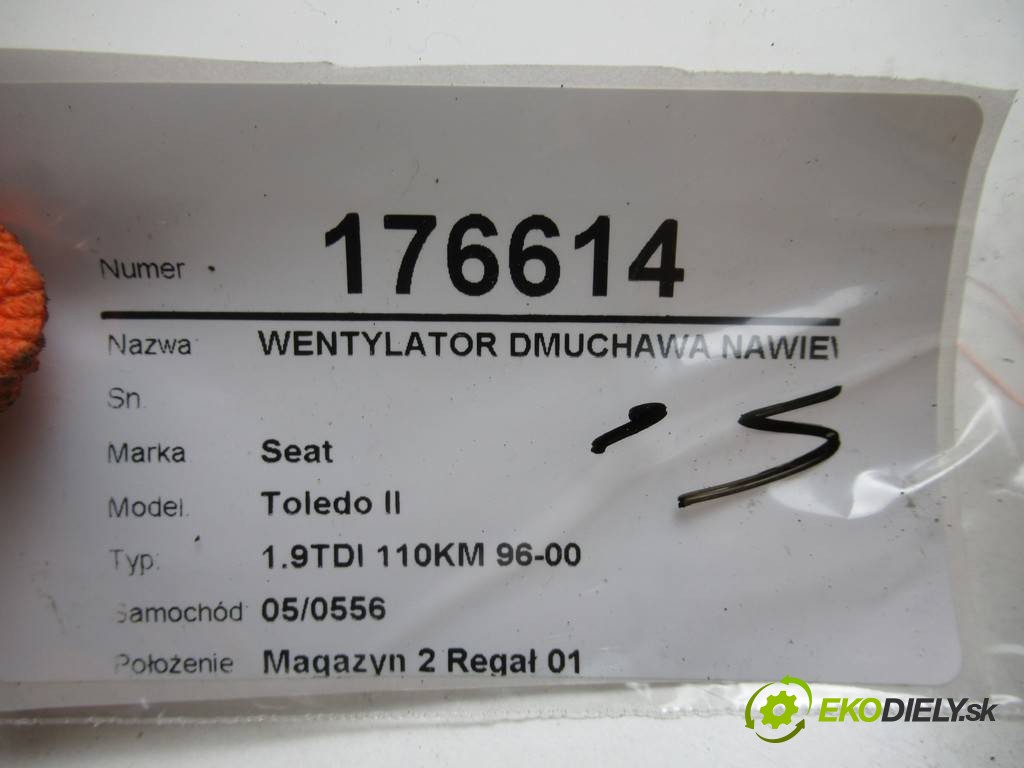 Numer 176614
Nazwa: WENTYLATOR DMUCHAWA NAWIEW
Sn.
Marka Seat
Model. Toledo II
Typ: 1.9TDI 110KM 96-00
Samochód 05/0556
Położenie Magazyn 2 Regał 01
EKODIELY.sk